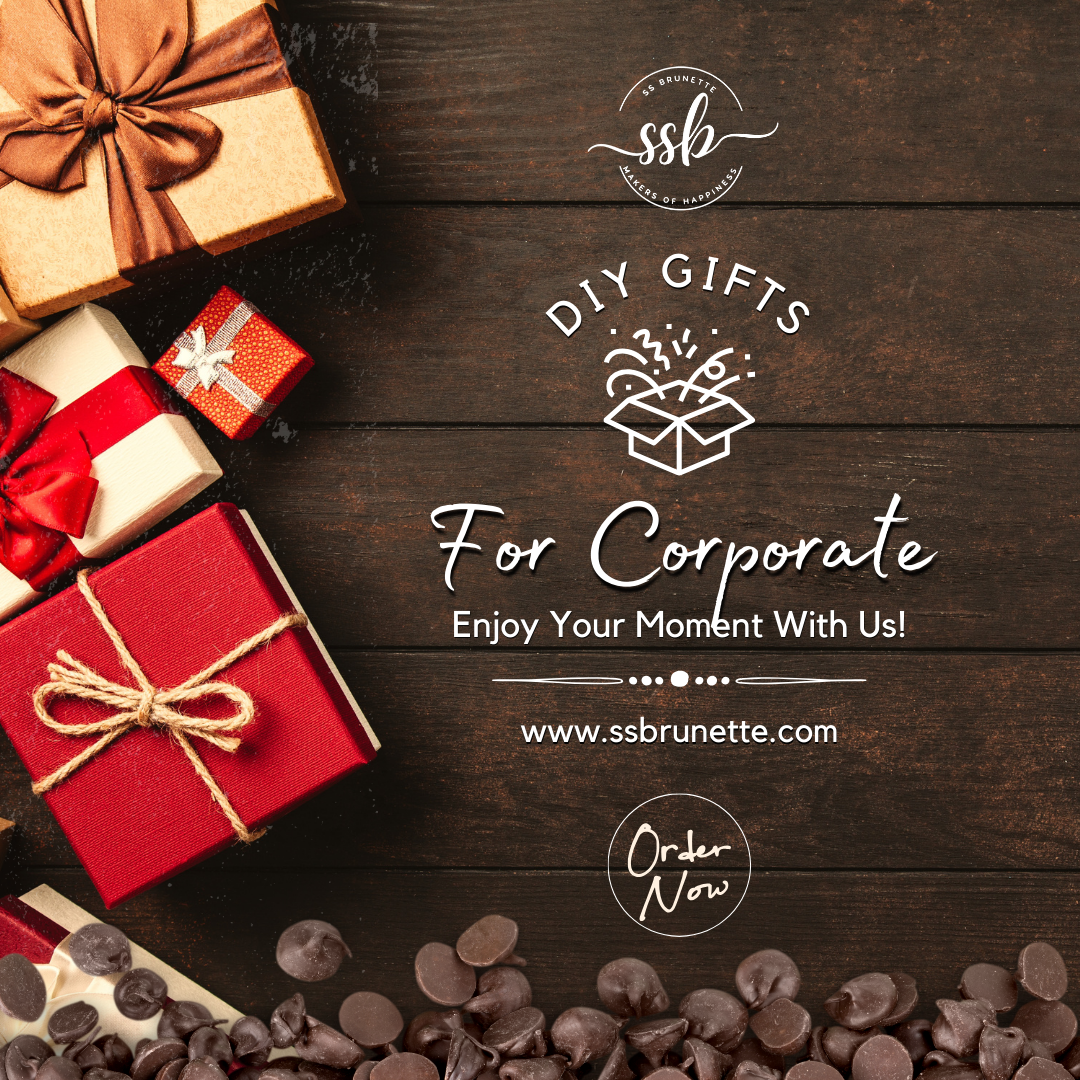 SS BRUNETTE
ssb
MAKERS OF HAPPINESS
DIY GIFTS
For Corporate
Enjoy Your Moment With Us!
www.ssbrunette.com
Order
Now